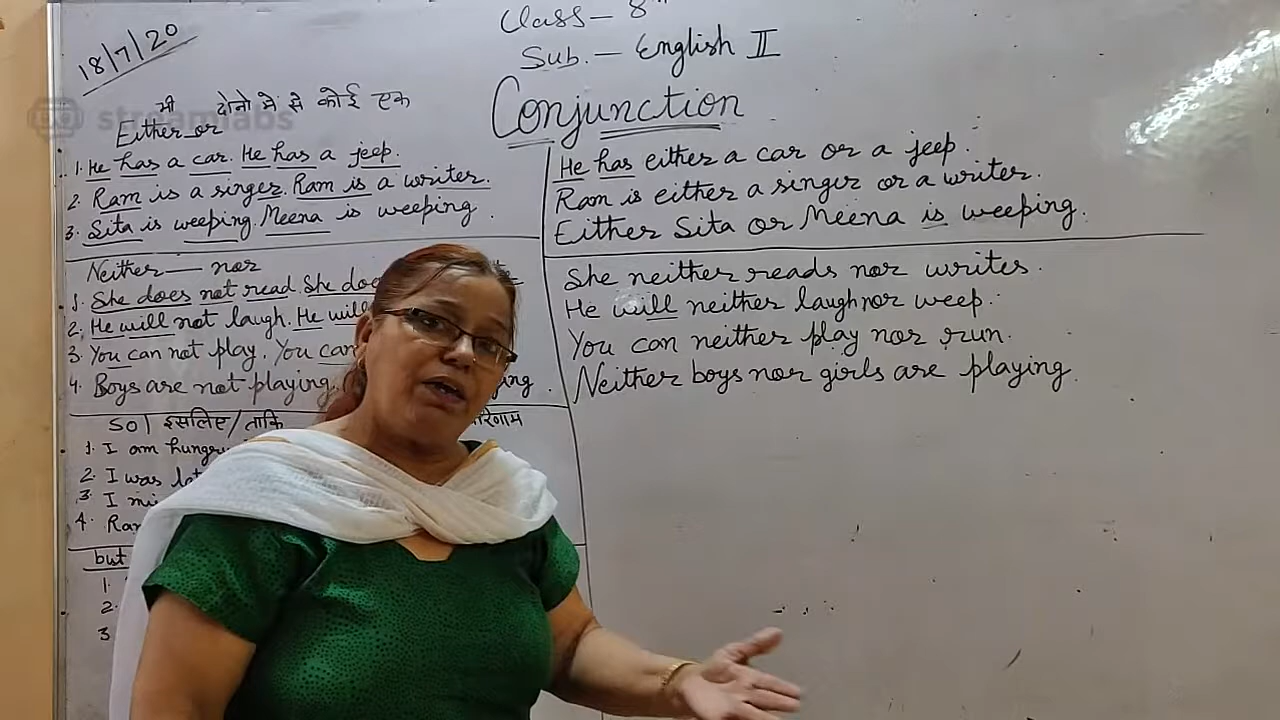 18/7/20
Class - 8th
Sub. - English II
Conjunction
streamlabs
भी दोनो मे से कोई एक
Either or
1. He has a car. He has a jeep.
2. Ram is a singer. Ram is a writer.
3. Sita is weeping. Meena is weeping.
He has either a car or a jeep.
Ram is either a singer or a writer.
Either Sita or Meena is weeping.
Neither — nor
1. She does not read. She
2. He will not laugh. He will
3. You can not play. You can
4. Boys are not playing.
She neither reads nor writes.
He will neither laugh nor weep.
You can neither play nor run.
Neither boys nor girls are playing.
so | इसलिए/ताकि
1. I am
2. I was
3. I
4.
but
1.
2.
3